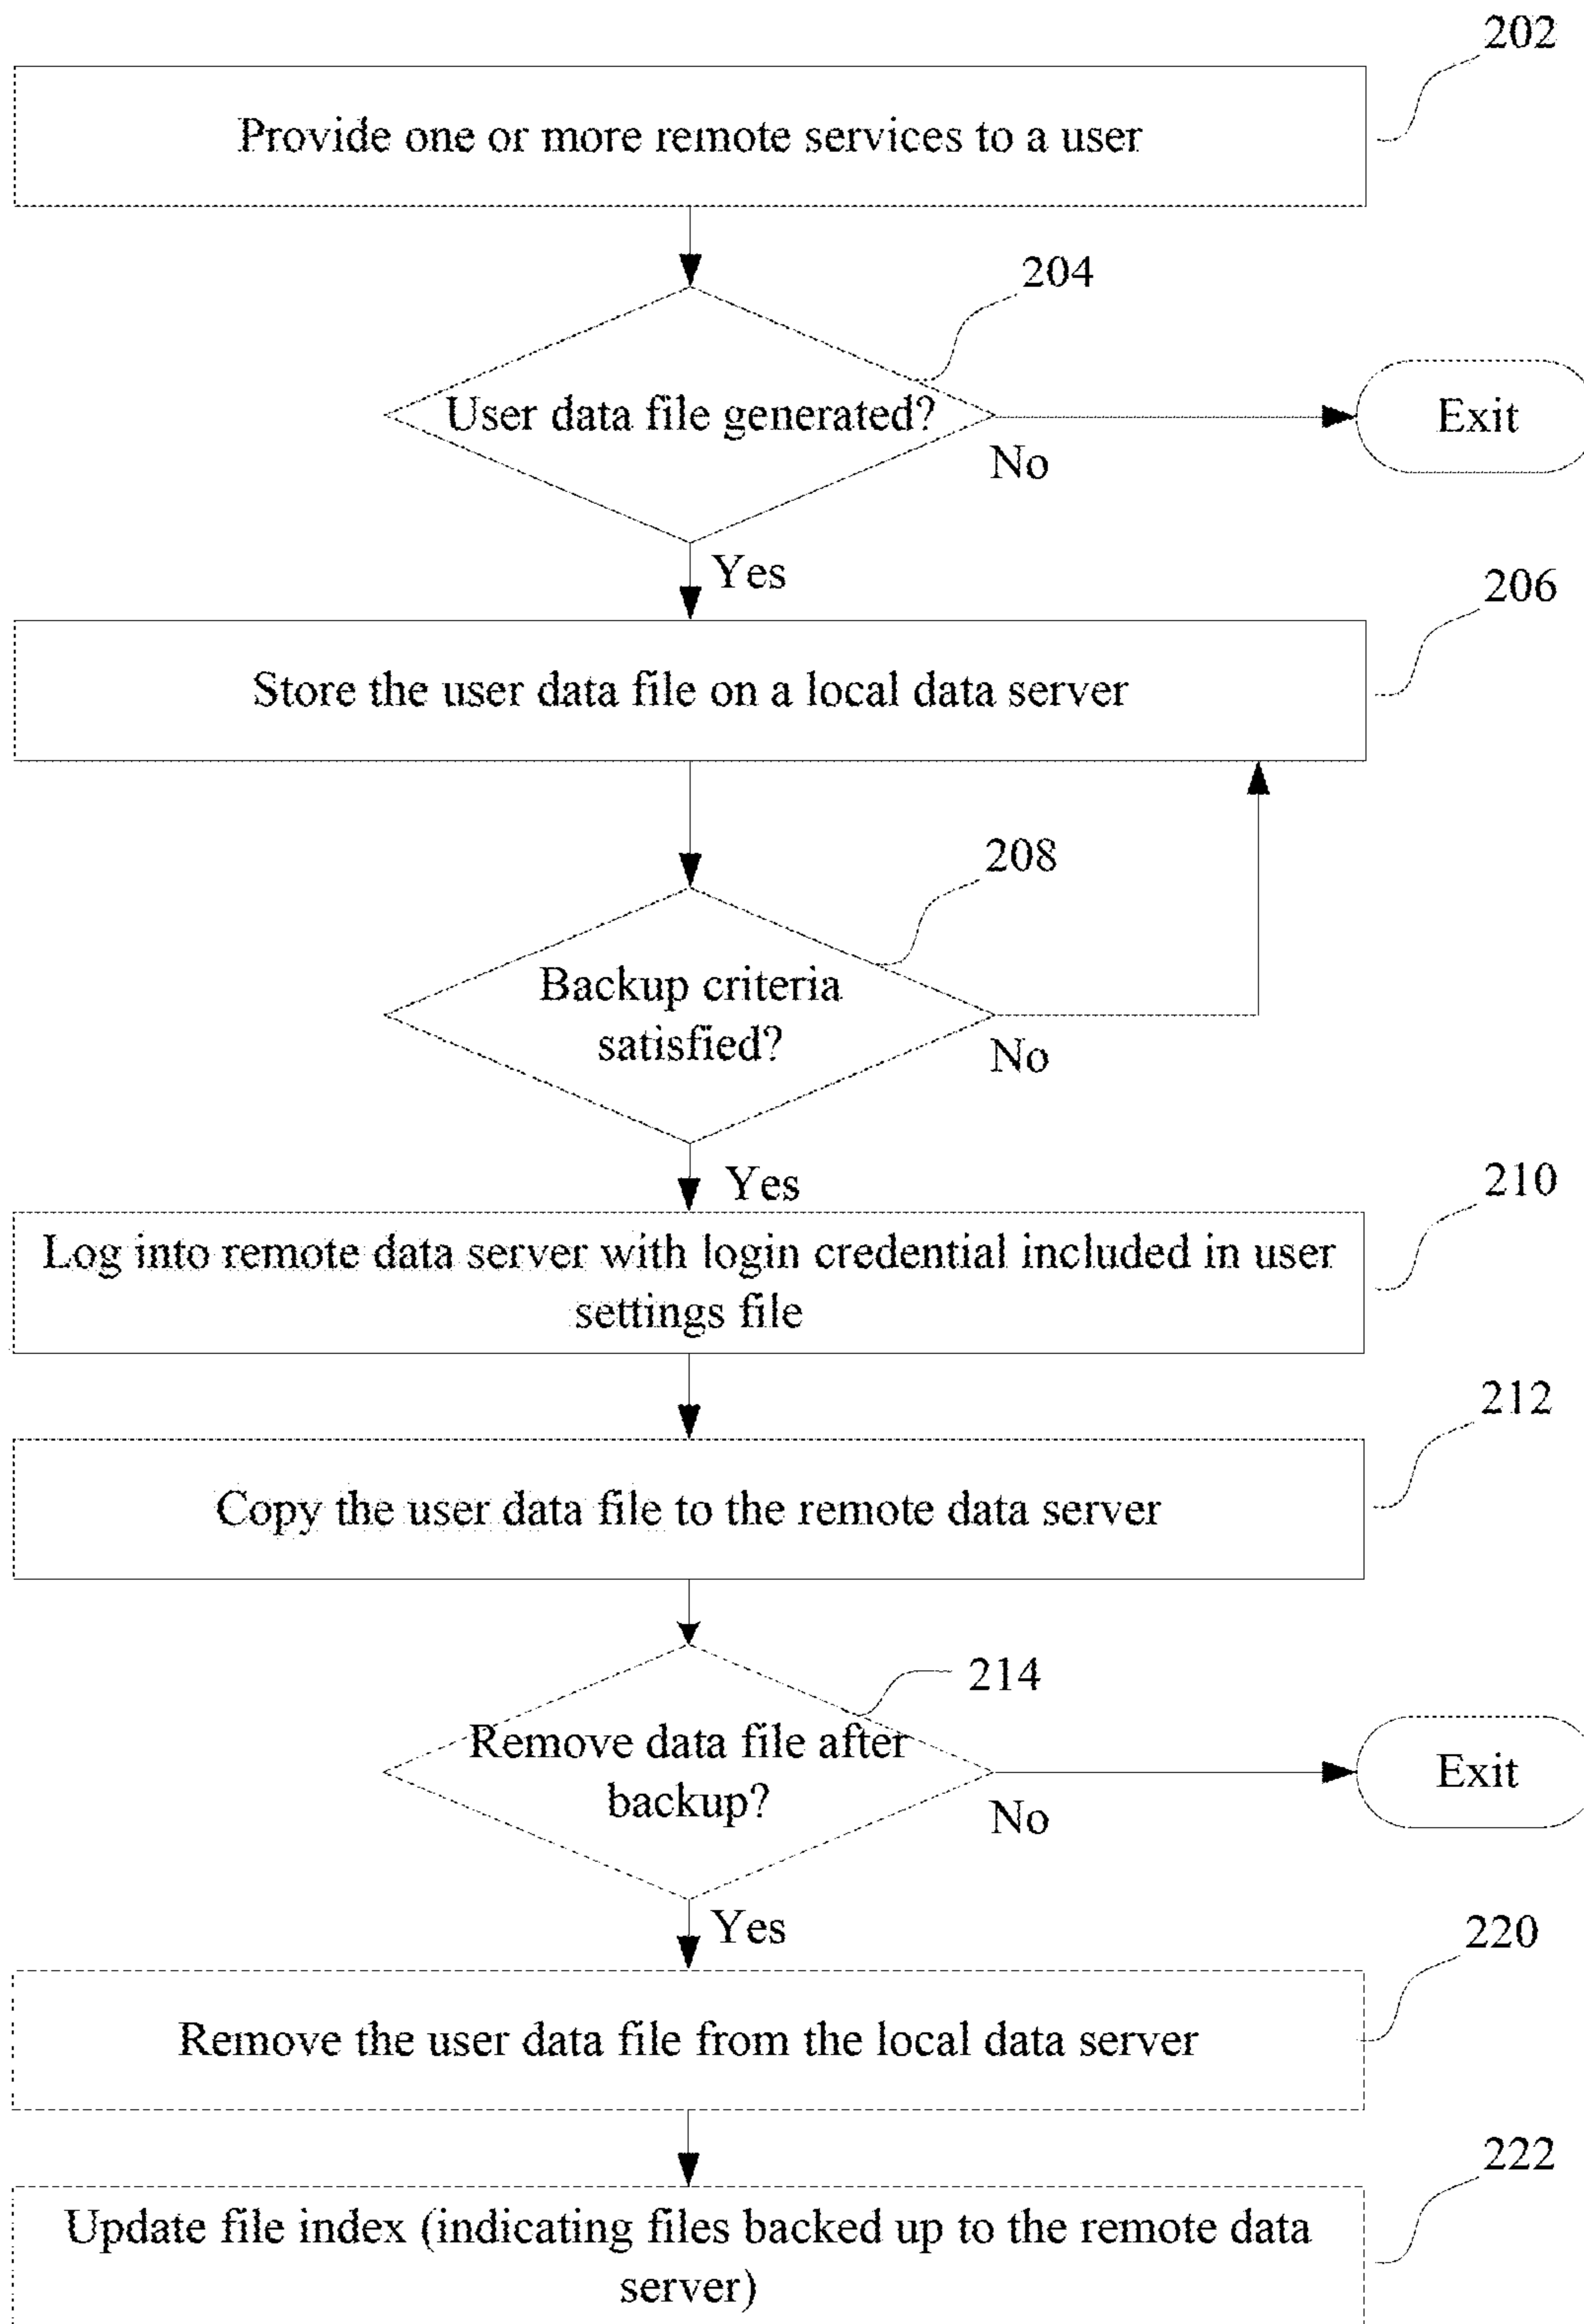 202
Provide one or more remote services to a user
204
User data file generated?
Exit
No
Yes
206
Store the user data file on a local data server
208
Backup criteria
satisfied?
No
Yes
210
Log into remote data server with login credential included in user
settings file
212
Copy the user data file to the remote data server
214
Remove data file after
backup?
Exit
No
Yes
220
Remove the user data file from the local data server
222
Update file index (indicating files backed up to the remote data
server)